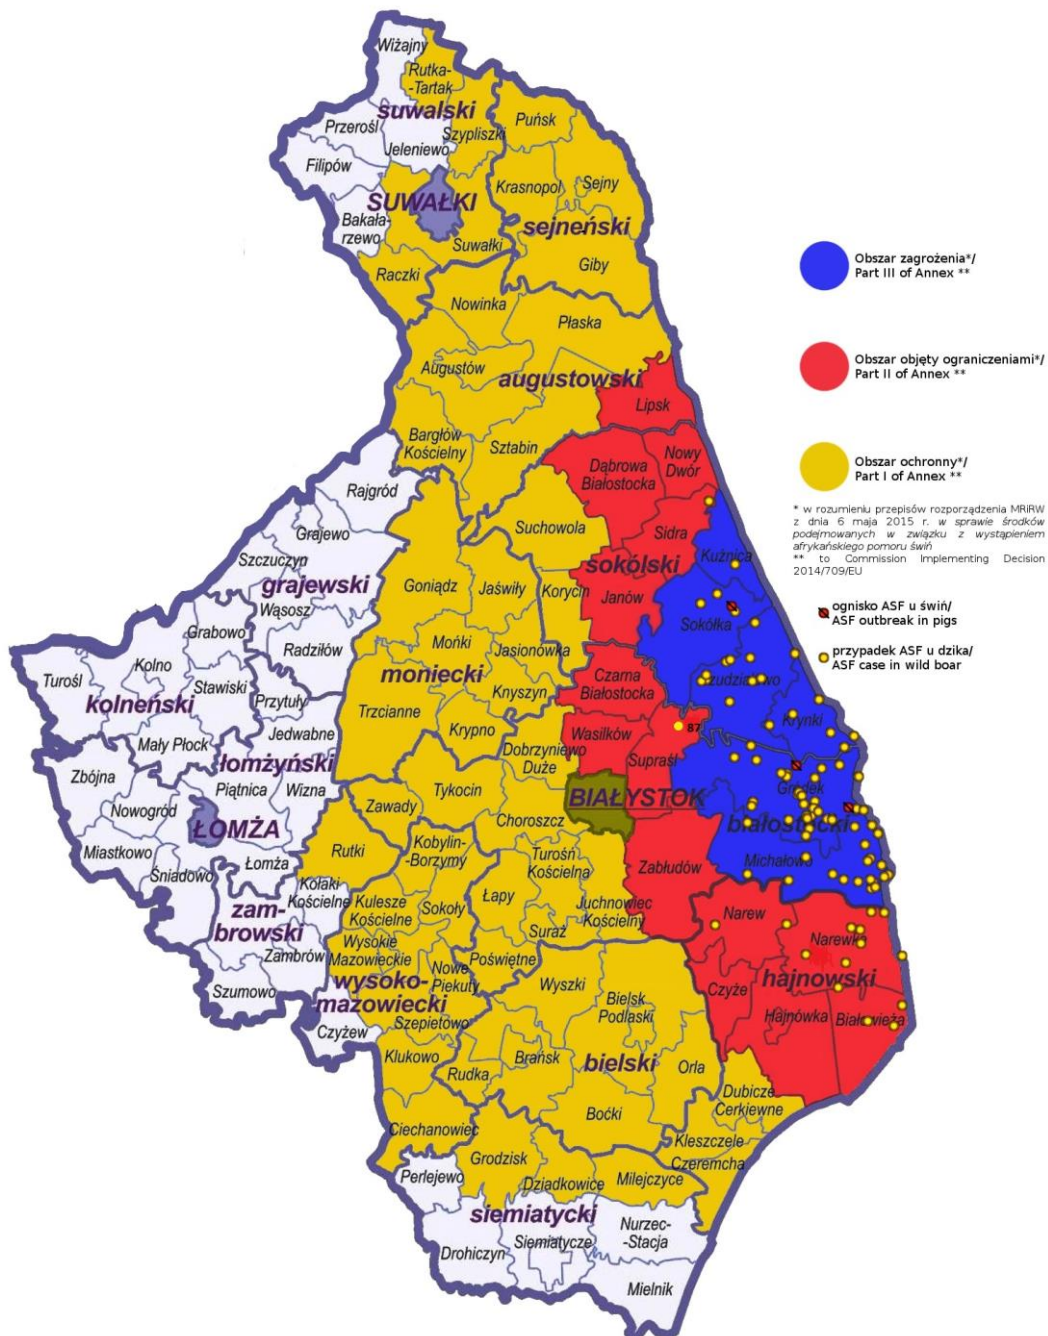 Wiżajny
Rutka-
-Tartak
suwalski
Puńsk
Przerośl
Szypliszki
Jeleniewo
Filipów
Krasnopol
Sejny
SUWAŁKI
Bakała-
rzewo
sejneński
Suwałki
Giby
Raczki
Nowinka
Płaska
Augustów
augustowski
Lipsk
Bargłów
Kościelny
Sztabin
Nowy
Dwór
Dąbrowa
Białostocka
Rajgród
Suchowola
Grajewo
Sidra
Kuźnica
Szczuczyn
sokólski
grajewski
Goniądz
Jaświły
Korycin
Janów
Wąsosz
Sokółka
Grabowo
Radziłów
Mońki
Jasionówka
Kolno
moniecki
Turośl
Stawiski
Knyszyn
Czarna
Białostocka
kolneński
Przytuły
Trzcianne
Krynki
Mały Płock
Jedwabne
Krypno
Wasilków
87
Dobrzyniewo
Duże
Supraśl
Zbójna
łomżyński
Piątnica
Wizna
Tykocin
Gródek
Nowogród
Zawady
BIAŁYSTOK
ŁOMŻA
Choroszcz
białostocki
Miastkowo
Rutki
Kobylin-
-Borzymy
Turośń
Kościelna
Michałowo
Śniadowo
Łomża
Zabłudów
Kołaki
Kościelne
Kulesze
Kościelne
Sokoły
Łapy
Juchnowiec
Kościelny
zam-
browski
Narew
Suraż
Narewka
Zambrów
Wysokie
Mazowieckie
Poświętne
Szumowo
wysoko-
mazowiecki
Nowe
Piekuty
Wyszki
Czyże
hajnowski
Bielsk
Podlaski
Szepietowo
Hajnówka
Białowieża
Czyżew
Klukowo
Rudka
Brańsk
bielski
Orla
Boćki
Dubicze
Cerkiewne
Ciechanowiec
Kleszczele
Grodzisk
Czeremcha
Perlejewo
Dziadkowice
Milejczyce
siemiatycki
Nurzec-
-Stacja
Siemiatycze
Drohiczyn
Mielnik
Obszar zagrożenia*/
Part III of Annex **
Obszar objęty ograniczeniami*/
Part II of Annex **
Obszar ochronny*/
Part I of Annex **
* w rozumieniu przepisów rozporządzenia MRiRW
z dnia 6 maja 2015 r. w sprawie środków
podejmowanych w związku z wystąpieniem
afrykańskiego pomoru świń
** to Commission Implementing Decision
2014/709/EU
ognisko ASF u świń/
ASF outbreak in pigs
przypadek ASF u dzika/
ASF case in wild boar